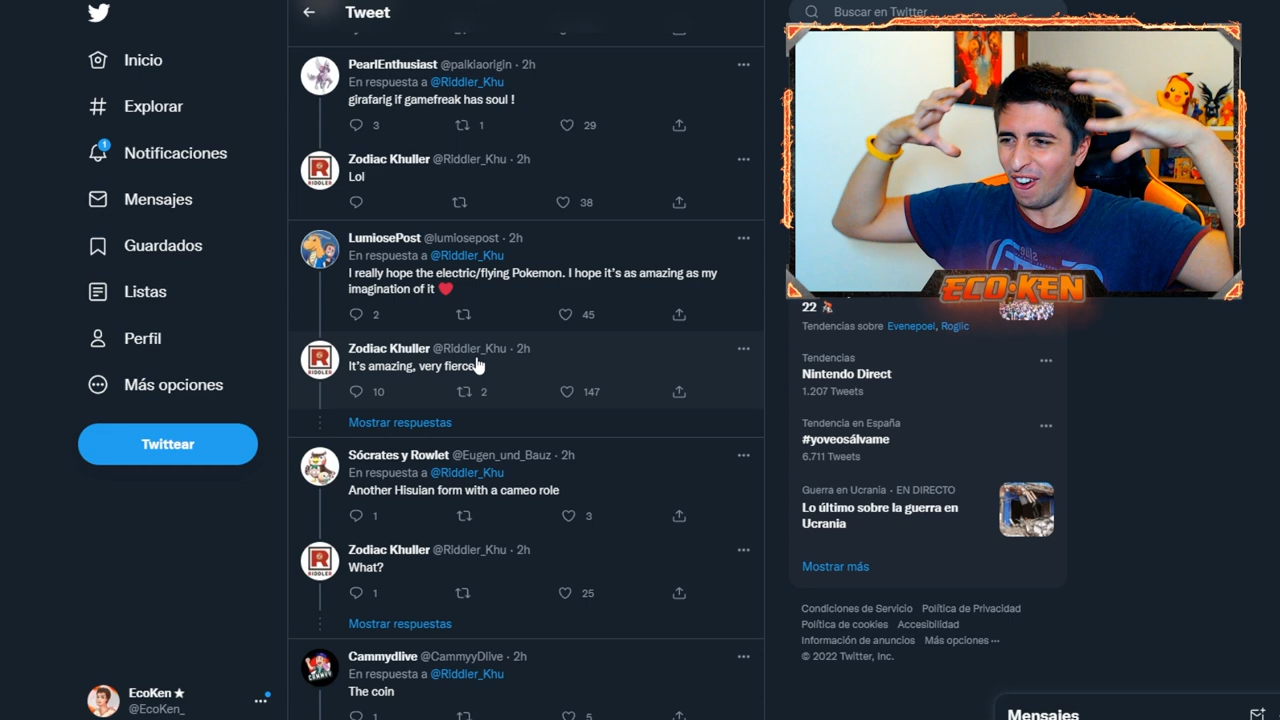 Tweet
Buscar en Twitter
Inicio
Explorar
1
Notificaciones
Mensajes
Guardados
Listas
Perfil
Más opciones
Twittear
EcoKen ★
@EcoKen_
PearlEnthusiast @palkiaorigin · 2h
En respuesta a @Riddler_Khu
girafarig if gamefreak has soul !
3 1 29
Zodiac Khuller @Riddler_Khu · 2h
Lol
38
RIDDLER
LumiosePost @lumiosepost · 2h
En respuesta a @Riddler_Khu
I really hope the electric/flying Pokemon. I hope it's as amazing as my
imagination of it ❤️
2 45
Zodiac Khuller @Riddler_Khu · 2h
It's amazing, very fierce
10 2 147
RIDDLER
Mostrar respuestas
Sócrates y Rowlet @Eugen_und_Bauz · 2h
En respuesta a @Riddler_Khu
Another Hisuian form with a cameo role
1 3
Zodiac Khuller @Riddler_Khu · 2h
What?
1 25
RIDDLER
Mostrar respuestas
Cammydlive @CammyyDlive · 2h
En respuesta a @Riddler_Khu
The coin
1 5
ECO·KEN
22
Tendencias sobre Evenepoel, Roglic
Tendencias
Nintendo Direct
1.207 Tweets
Tendencia en España
#yoveosálvame
6.711 Tweets
Guerra en Ucrania · EN DIRECTO
Lo último sobre la guerra en
Ucrania
Mostrar más
Condiciones de Servicio Política de Privacidad
Política de cookies Accesibilidad
Información de anuncios Más opciones ···
© 2022 Twitter, Inc.
Mensajes